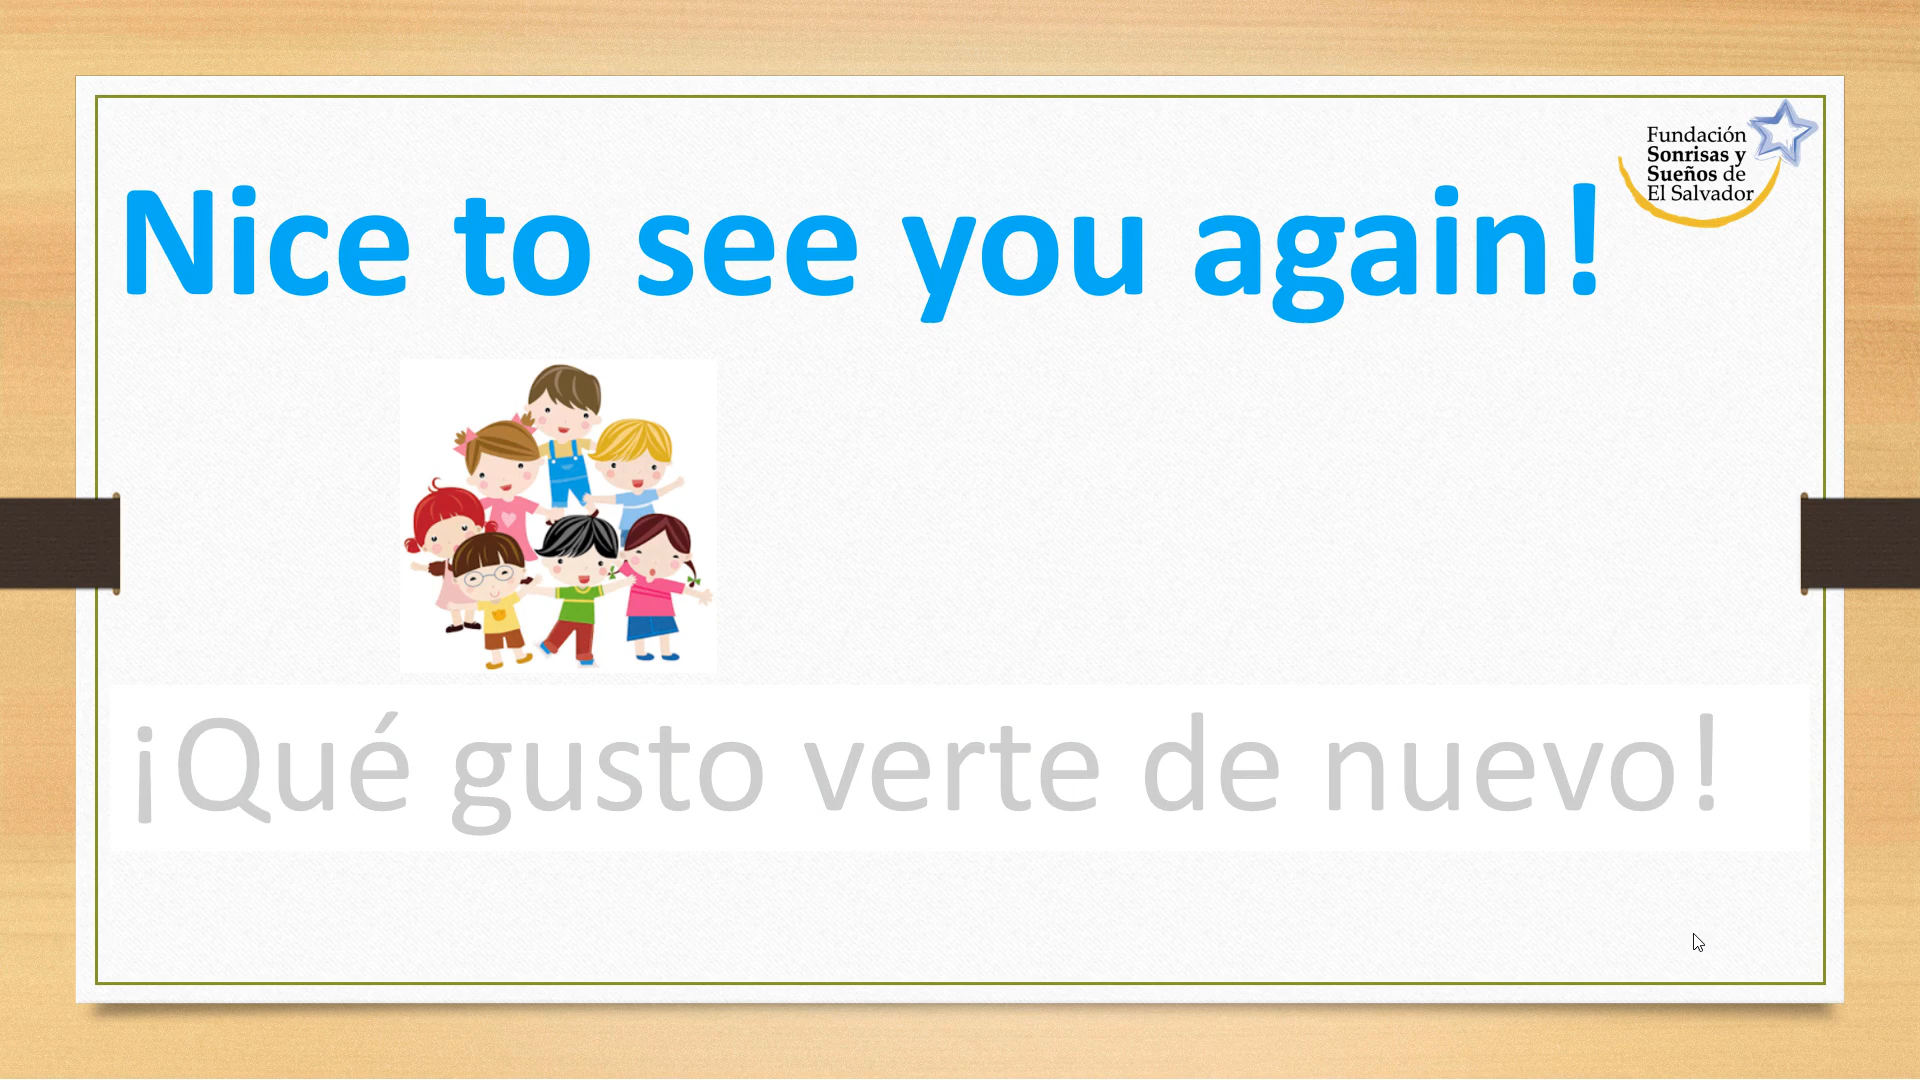 Fundación
Sonrisas y
Sueños de
El Salvador
Nice to see you again!
¡Qué gusto verte de nuevo!